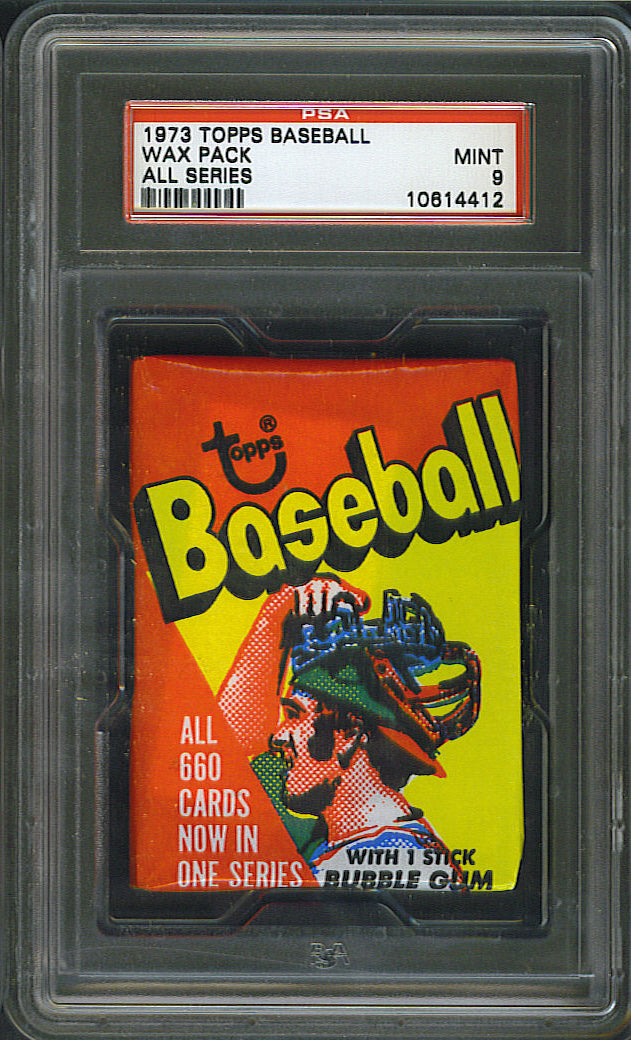 PSA
1973 TOPPS BASEBALL
WAX PACK MINT
ALL SERIES 9
10614412
Topps®
Baseball
ALL
660
CARDS
NOW IN
ONE SERIES
WITH 1 STICK
BUBBLE GUM
PSA